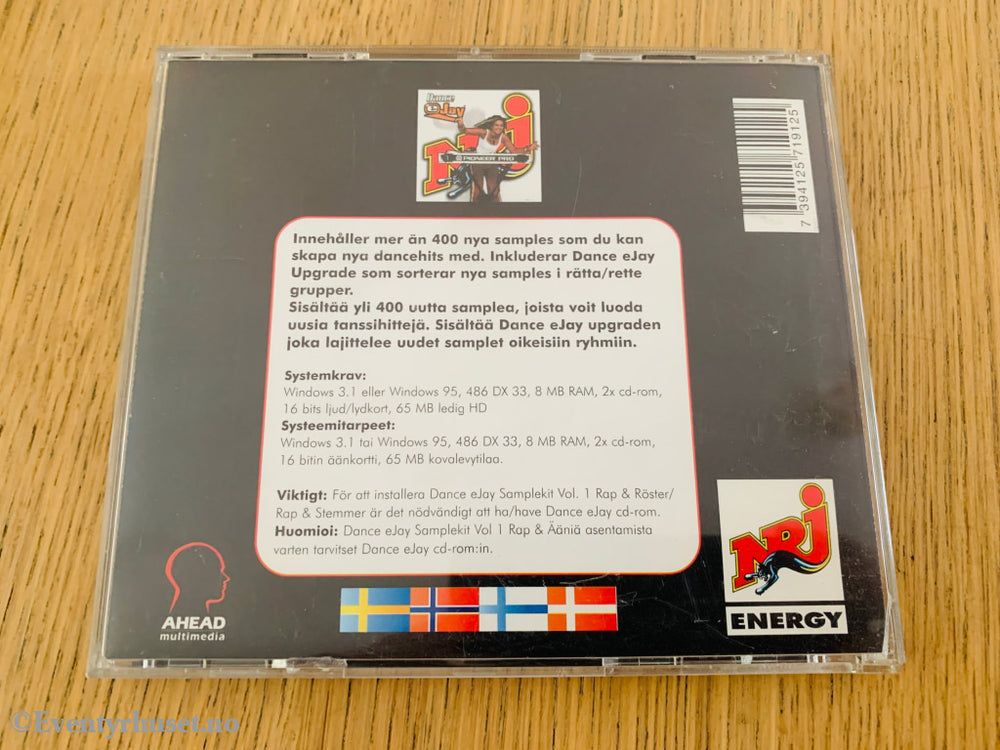 Dance
eJay
NRJ
PIONEER PRO
7 394125 719125
Innehåller mer än 400 nya samples som du kan
skapa nya dancehits med. Inkluderar Dance eJay
Upgrade som sorterar nya samples i rätta/rette
grupper.
Sisältää yli 400 uutta samplea, joista voit luoda
uusia tanssihittejä. Sisältää Dance eJay upgraden
joka lajittelee uudet samplet oikeisiin ryhmiin.
Systemkrav:
Windows 3.1 eller Windows 95, 486 DX 33, 8 MB RAM, 2x cd-rom,
16 bits ljud/lydkort, 65 MB ledig HD
Systeemitarpeet:
Windows 3.1 tai Windows 95, 486 DX 33, 8 MB RAM, 2x cd-rom,
16 bitin äänkortti, 65 MB kovalevytilaa.
Viktigt: För att installera Dance eJay Samplekit Vol. 1 Rap & Röster/
Rap & Stemmer är det nödvändigt att ha/have Dance eJay cd-rom.
Huomioi: Dance eJay Samplekit Vol 1 Rap & Ääniä asentamista
varten tarvitset Dance eJay cd-rom:in.
AHEAD
multimedia
NRJ
ENERGY
©Eventyrhuset.no